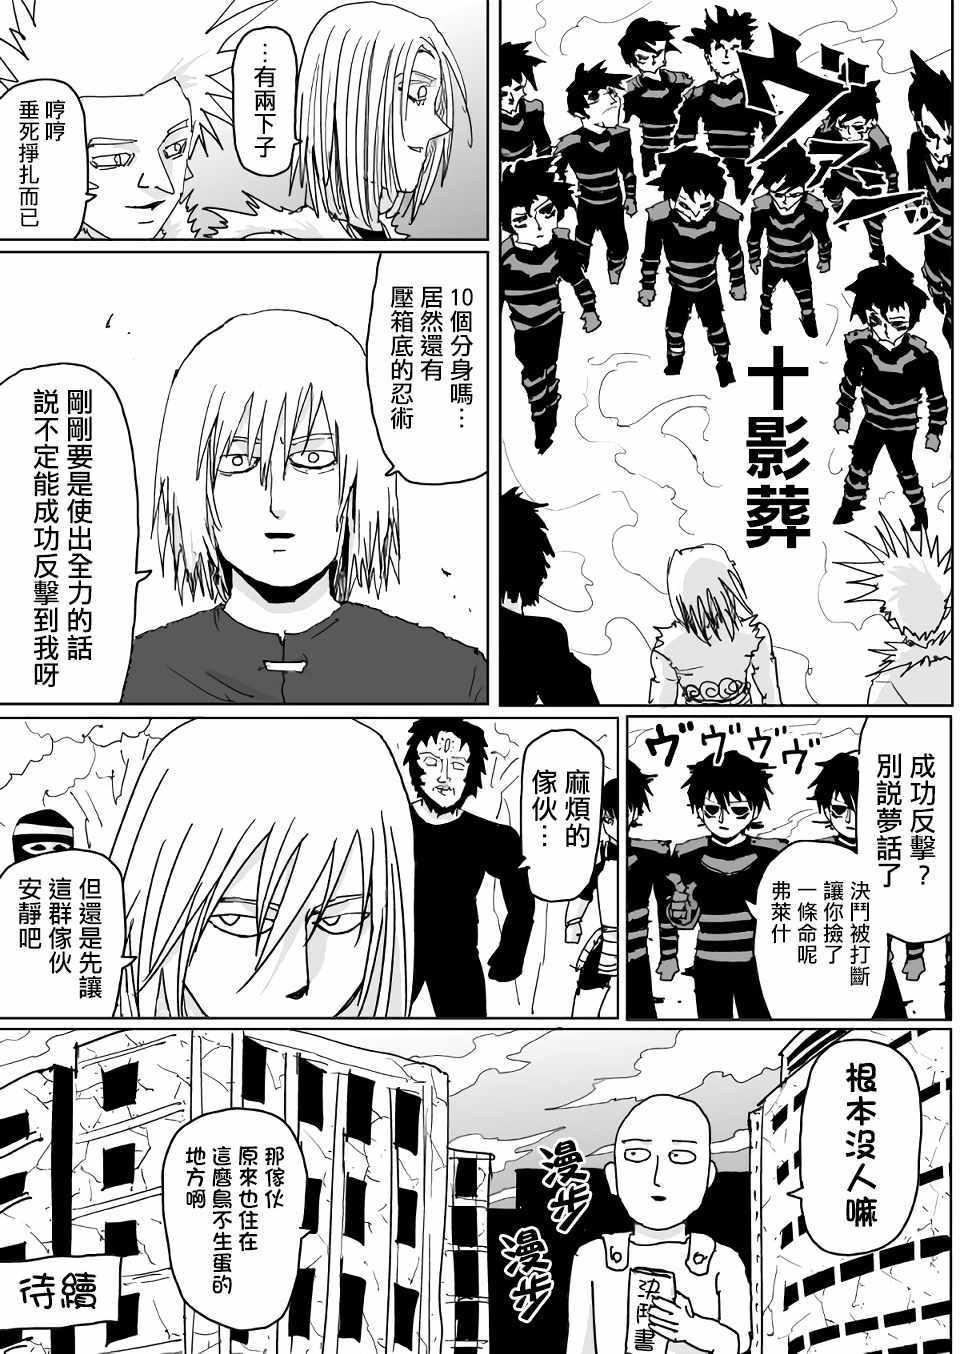 ヴァンッ
十影葬
…有兩下子
哼哼
垂死掙扎而已
10個分身嗎…
居然還有
壓箱底的忍術
剛剛要是使出全力的話
說不定能成功反擊到我呀
成功反擊？
別說夢話了
決鬥被打斷
讓你撿了
一條命呢
弗萊什
ヴヴヴヴ
麻煩的
傢伙…
但還是先讓
這群傢伙
安靜吧
根本沒人嘛
決鬥書
漫步
漫步
那傢伙
原來也住在
這麼鳥不生蛋的
地方啊
待續